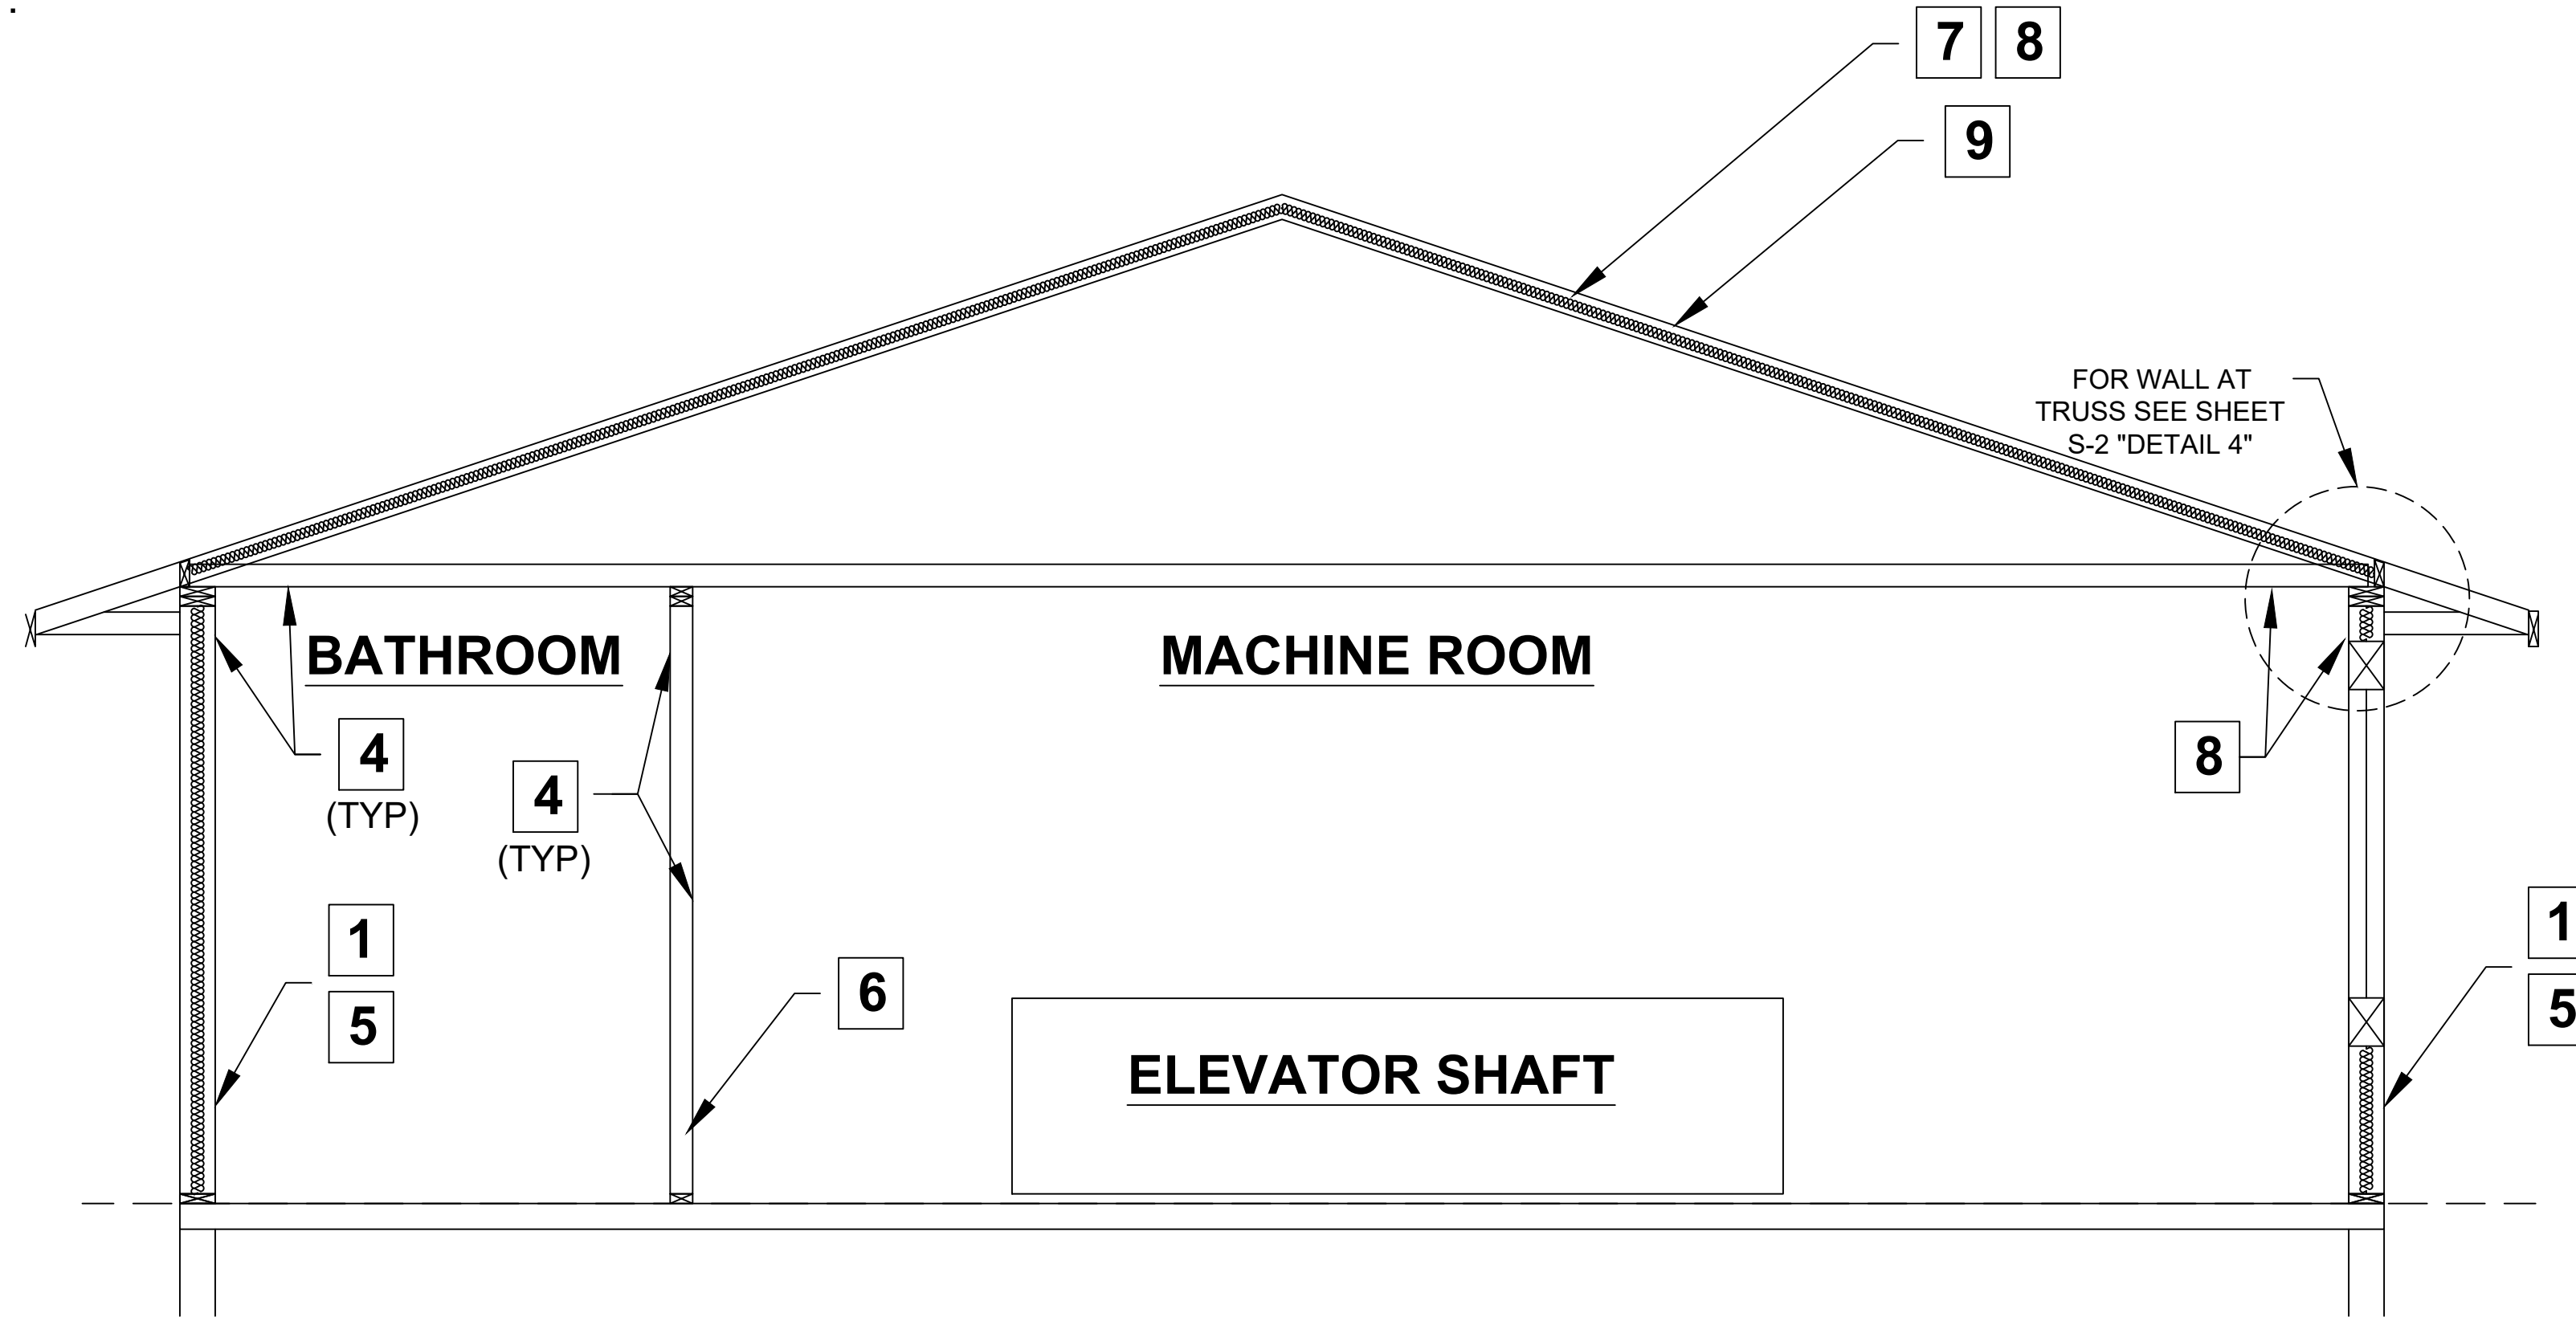 7 8
9
FOR WALL AT
TRUSS SEE SHEET
S-2 "DETAIL 4"
BATHROOM
MACHINE ROOM
4
(TYP)
4
(TYP)
8
1
5
6
ELEVATOR SHAFT
1
5